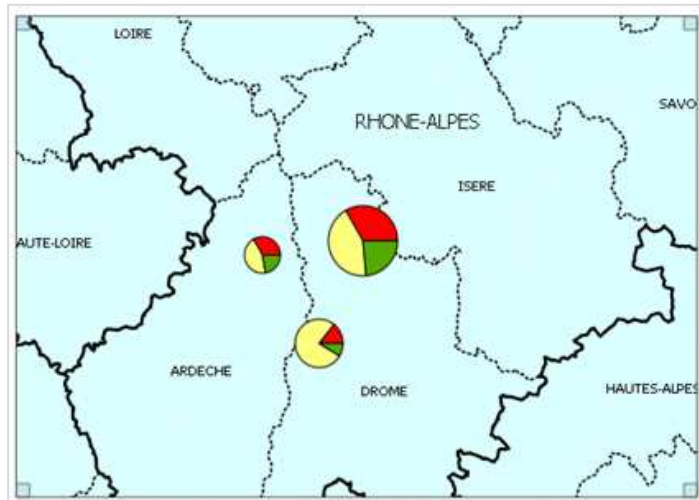 LOIRE
SAVO
RHONE-ALPES
ISERE
AUTE-LOIRE
ARDECHE
DROME
HAUTES-ALPES